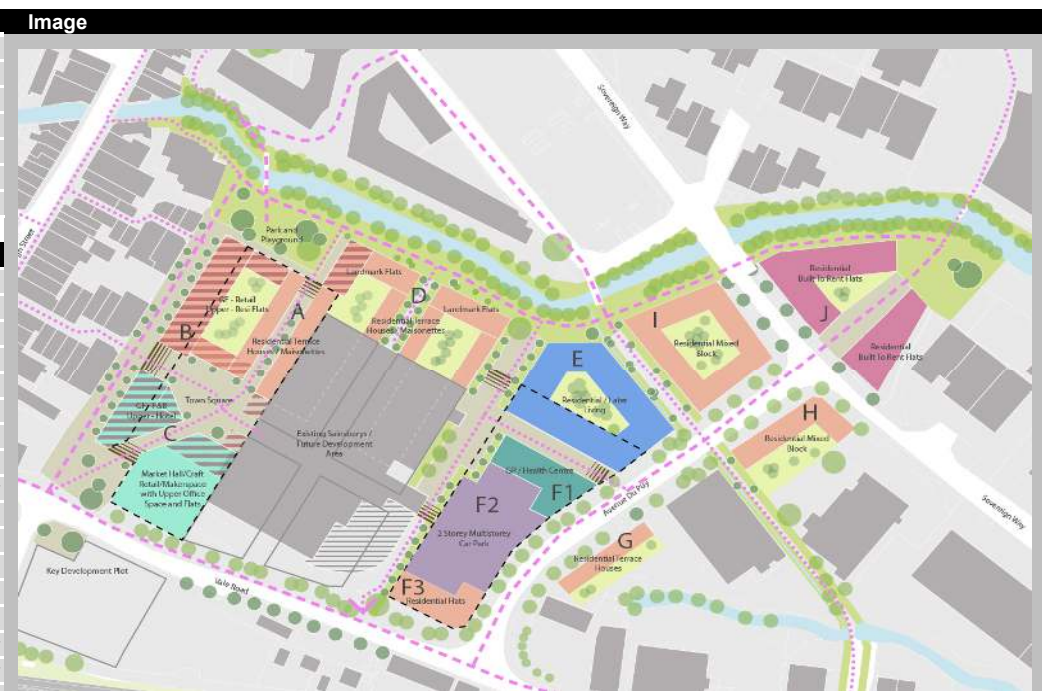 Image
Sovereign Way
Park and
Playground
Landmark Flats
D
Landmark Flats
Residential Terrace
Houses / Maisonettes
GF - Retail
Upper - Resi Flats
A
B
Residential Terrace
Houses / Maisonettes
Town Square
Upper - Hotel
C
Market Hall/Craft
Retail/Makerspace
with Upper Office
Space and Flats
Existing Sainsburys /
Future Development
Area
E
Residential / Later
Living
GP / Health Centre
F1
F2
2 Storey Multistorey
Car Park
F3
Residential Flats
Avenue Du Puy
G
Residential Terrace
Houses
H
Residential Mixed
Block
I
Residential Mixed
Block
J
Residential
Built To Rent Flats
Residential
Built To Rent Flats
Sovereign Way
Key Development Plot
Vale Road
Street